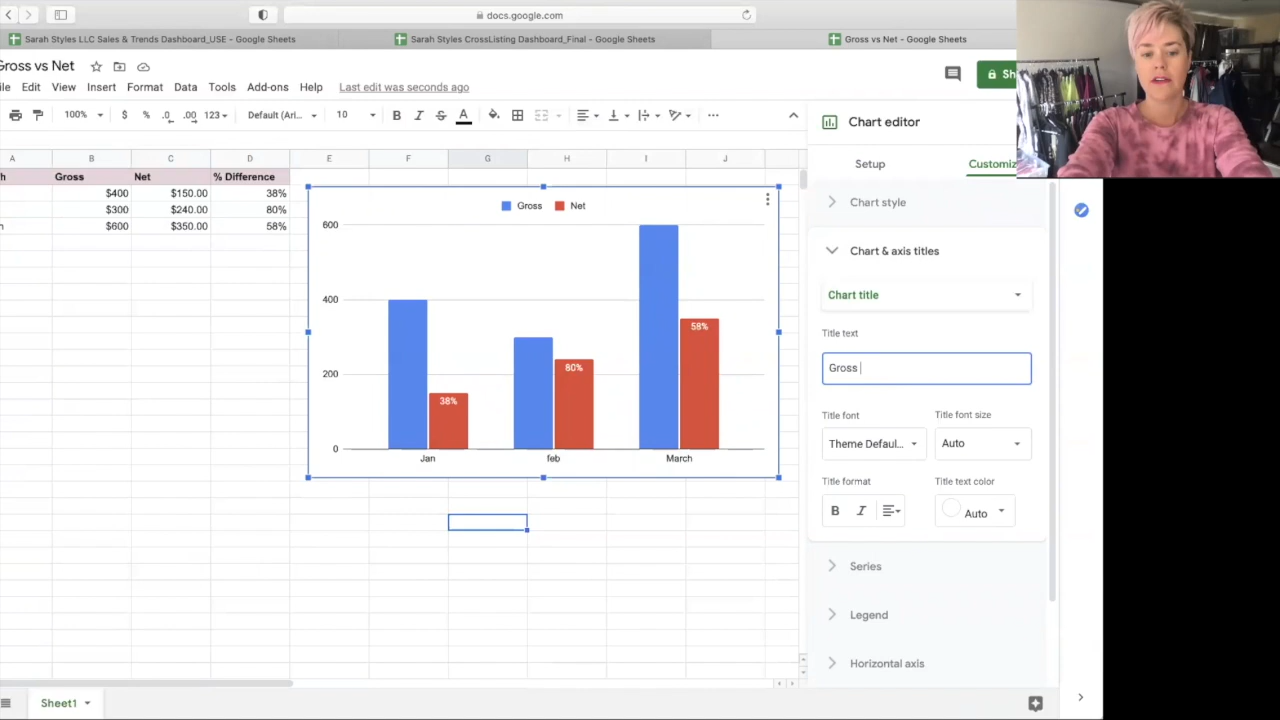 docs.google.com
Sarah Styles LLC Sales & Trends Dashboard_USE - Google Sheets
Sarah Styles CrossListing Dashboard_Final - Google Sheets
Gross vs Net - Google Sheets
Gross vs Net
File Edit View Insert Format Data Tools Add-ons Help Last edit was seconds ago
Sh
100% $ % .0 .00 123 Default (Ari... 10 B I S A
Chart editor
Setup
Customiz
A B C D E F G H I J
h Gross Net % Difference
$400 $150.00 38%
$300 $240.00 80%
h $600 $350.00 58%
Gross Net
600
400
200
0
38%
80%
58%
Jan feb March
Chart style
Chart & axis titles
Chart title
Title text
Gross
Title font Title font size
Theme Defaul... Auto
Title format Title text color
B I Auto
Series
Legend
Horizontal axis
Sheet1